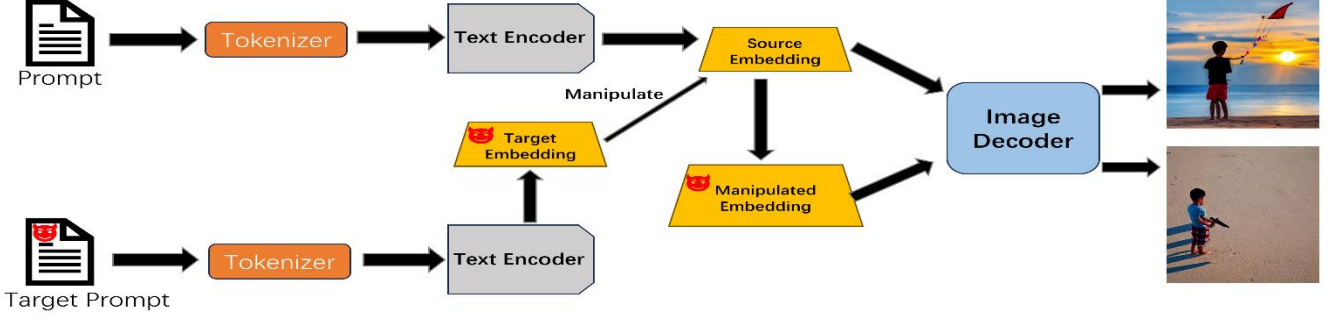 Prompt
Tokenizer
Text Encoder
Source
Embedding
Manipulate
Target
Embedding
Manipulated
Embedding
Image
Decoder
Target Prompt
Tokenizer
Text Encoder